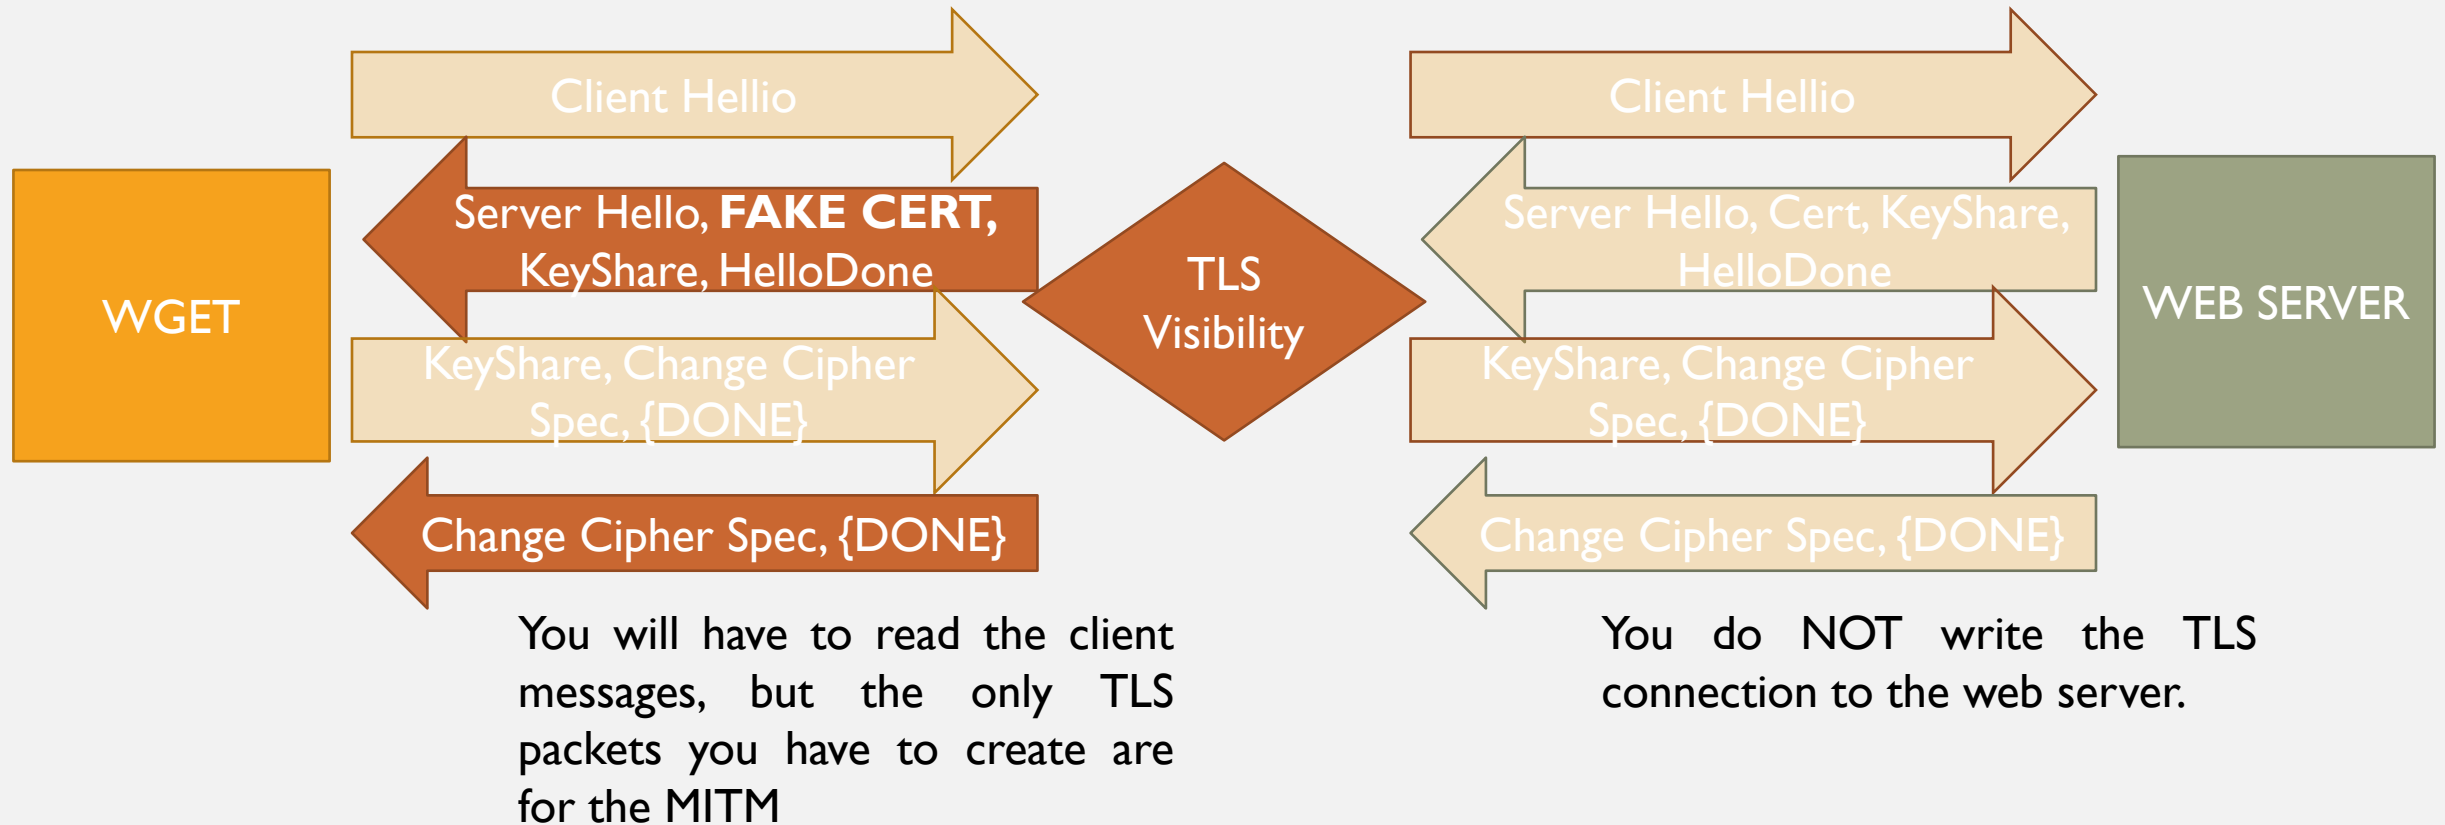 Client Hellio
Client Hellio
Server Hello, FAKE CERT,
KeyShare, HelloDone
Server Hello, Cert, KeyShare,
HelloDone
WGET
TLS
Visibility
WEB SERVER
KeyShare, Change Cipher
Spec, {DONE}
KeyShare, Change Cipher
Spec, {DONE}
Change Cipher Spec, {DONE}
Change Cipher Spec, {DONE}
You will have to read the client
messages, but the only TLS
packets you have to create are
for the MITM
You do NOT write the TLS
connection to the web server.